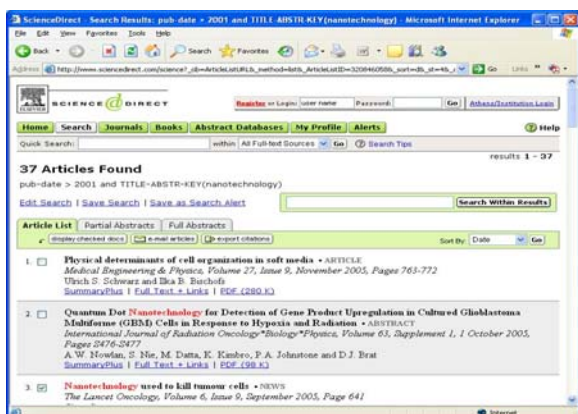 ScienceDirect - Search Results: pub-date > 2001 and TITLE-ABSTR-KEY(nanotechnology) - Microsoft Internet Explorer
File Edit View Favorites Tools Help
Back Search Favorites
Address http://www.sciencedirect.com/science? Go Links
SCIENCE DIRECT Register or Login: user name Password: Go Athens/Institution Login
Home Search Journals Books Abstract Databases My Profile Alerts Help
Quick Search: within All Full-text Sources Go Search Tips
results 1 - 37
37 Articles Found
pub-date > 2001 and TITLE-ABSTR-KEY(nanotechnology)
Edit Search | Save Search | Save as Search Alert Search Within Results
Article List Partial Abstracts Full Abstracts
display checked docs e-mail articles export citations Sort By: Date Go
1. Physical determinants of cell organization in soft media • ARTICLE
Medical Engineering & Physics, Volume 27, Issue 9, November 2005, Pages 763-772
Ulrich S. Schwarz and Ilka B. Bischofs
SummaryPlus | Full Text + Links | PDF (280 K)
2. Quantum Dot Nanotechnology for Detection of Gene Product Upregulation in Cultured Glioblastoma
Multiforme (GBM) Cells in Response to Hypoxia and Radiation • ABSTRACT
International Journal of Radiation Oncology*Biology*Physics, Volume 63, Supplement 1, 1 October 2005,
Pages S476-S477
A.W. Nowlan, S. Nie, M. Datta, K. Kimbro, P.A. Johnstone and D.J. Brat
SummaryPlus | Full Text + Links | PDF (98 K)
3. Nanotechnology used to kill tumour cells • NEWS
The Lancet Oncology, Volume 6, Issue 9, September 2005, Page 641
Internet